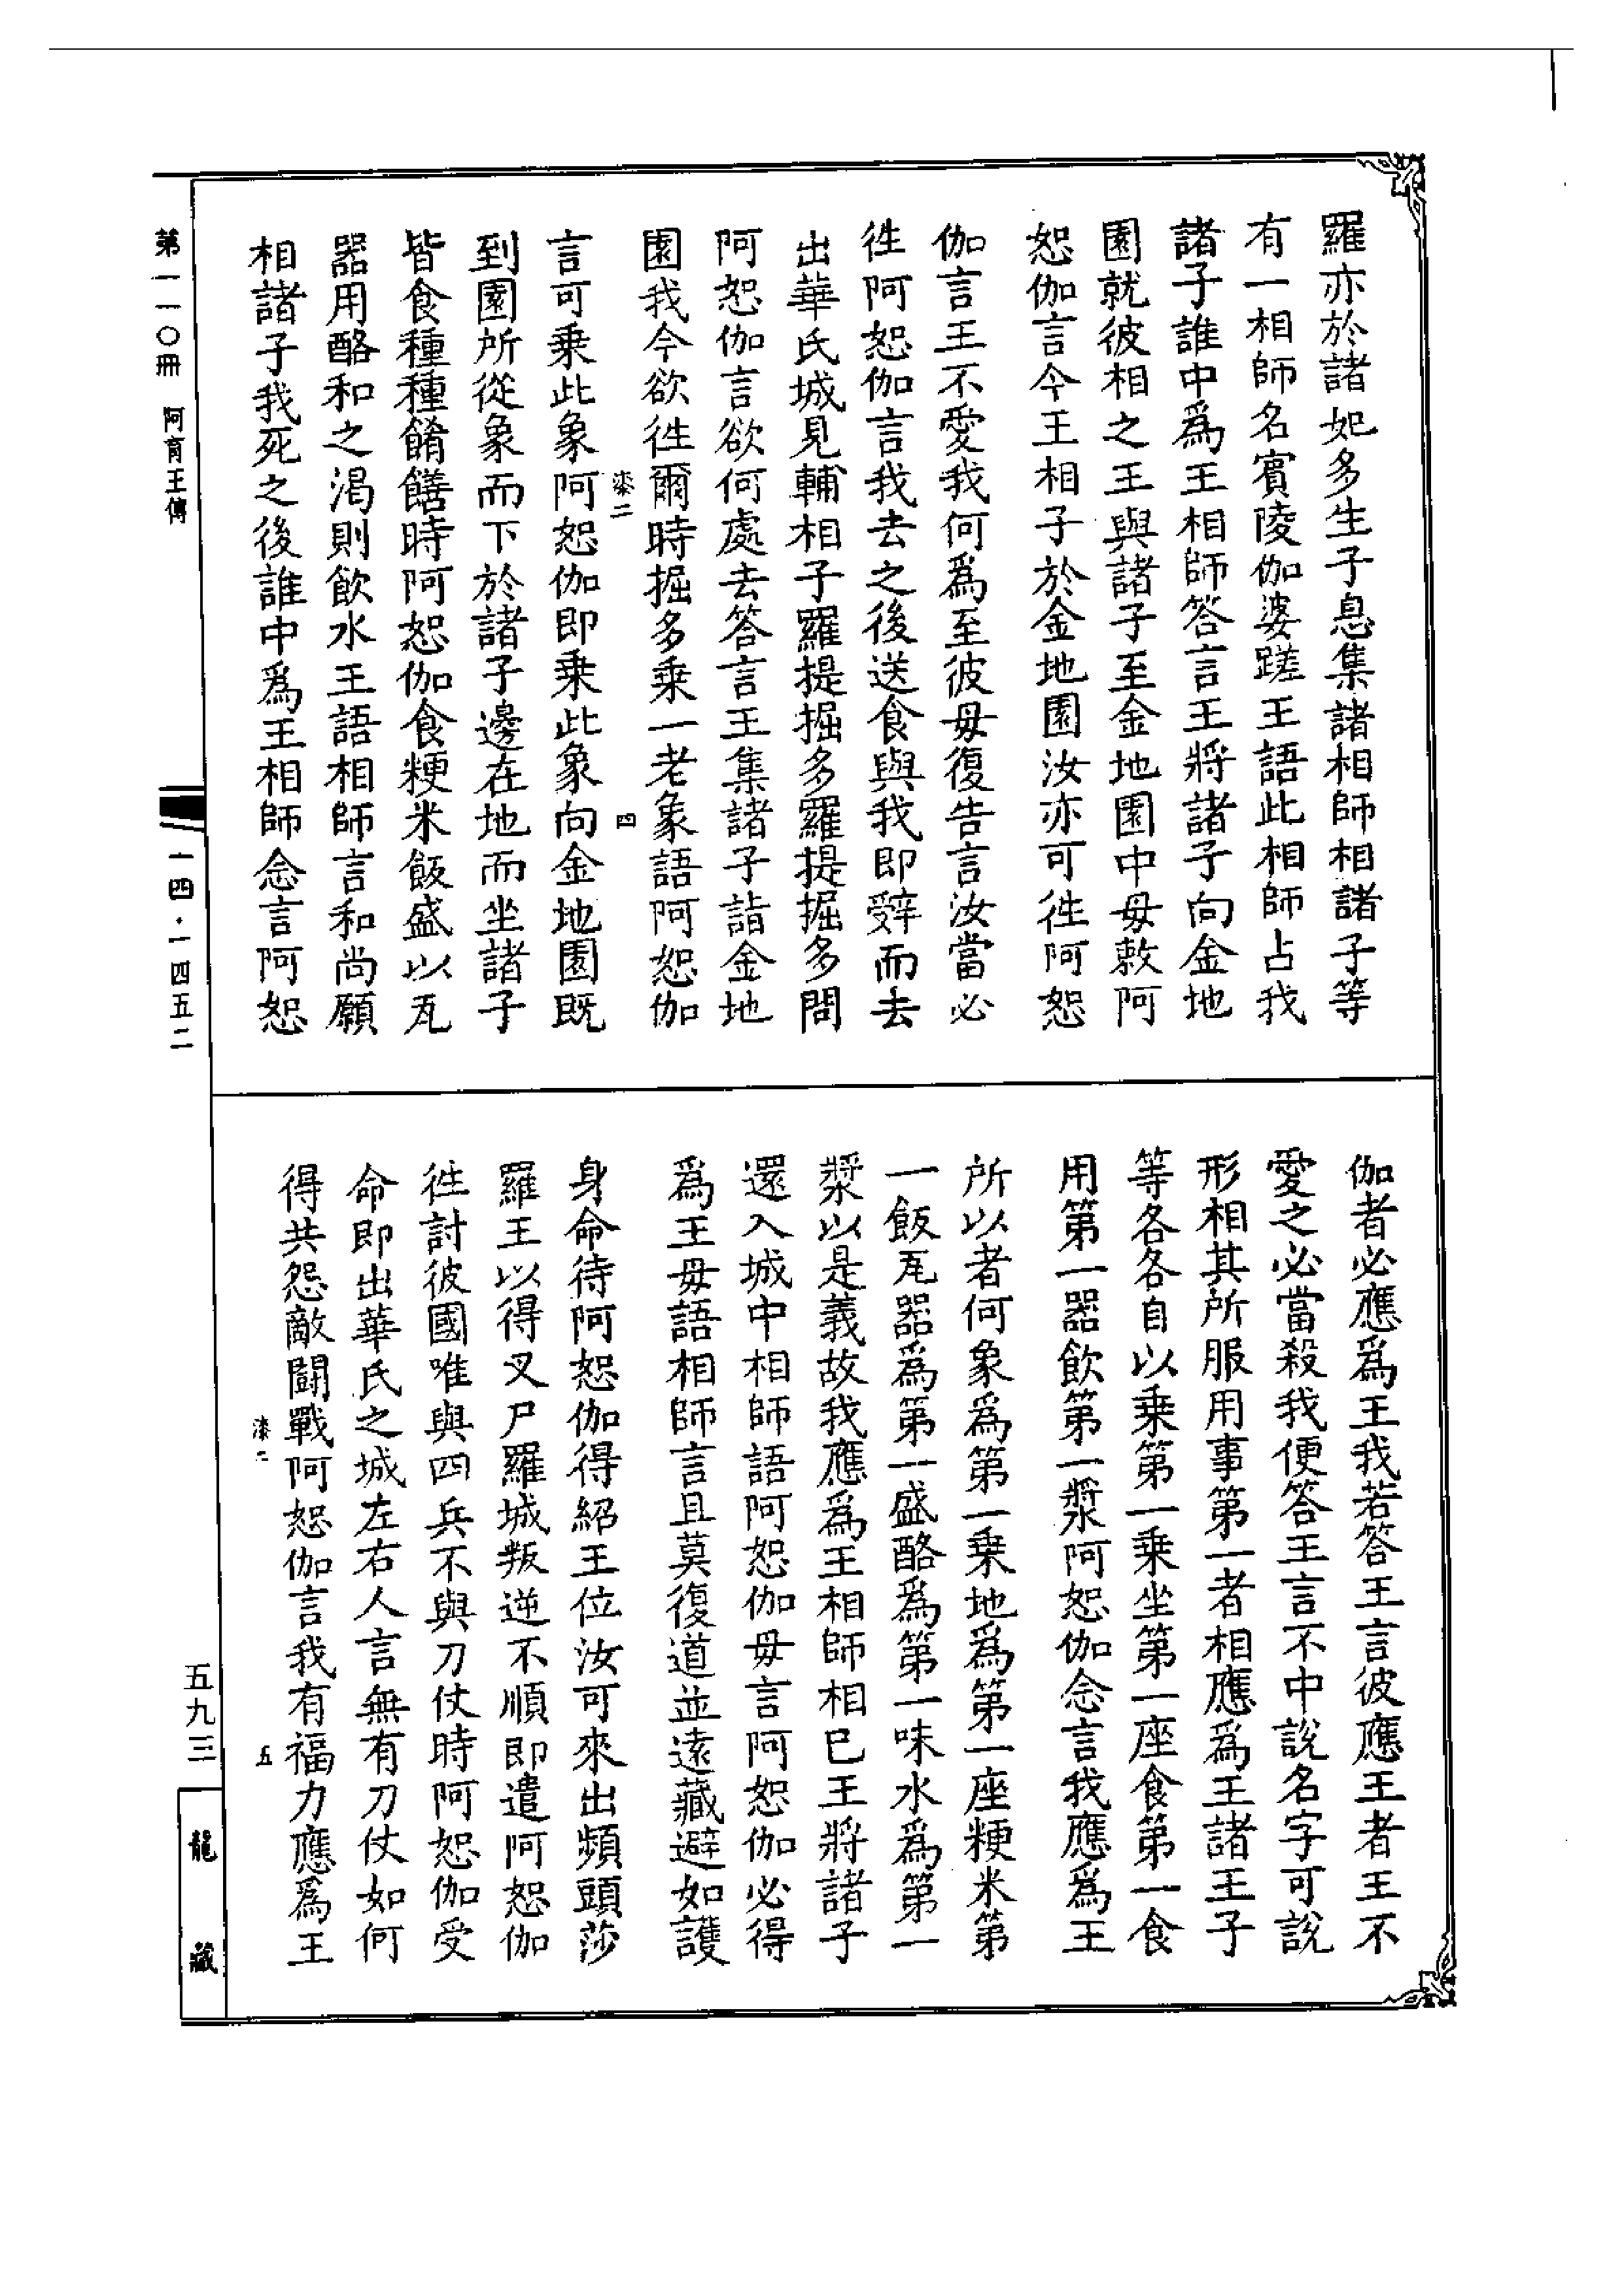 羅亦於諸妃多生子息集諸相師相諸子等
有一相師名賓陵伽婆蹉王語此相師占我
諸子誰中爲王相師答言王將諸子向金地
園就彼相之王與諸子至金地園中毋敕阿
恕伽言今王相子於金地園汝亦可徃阿恕
伽言王不愛我何爲至彼毋復告言汝當必
徃阿恕伽言我去之後送食與我即辭而去
出華氏城見輔相子羅提掘多羅提掘多問
阿恕伽言欲何處去答言王集諸子詣金地
園我今欲徃爾時掘多乘一老象語阿恕伽
漆二 四
言可乘此象阿恕伽即乘此象向金地園既
到園所從象而下於諸子邊在地而坐諸子
皆食種種餚饍時阿恕伽食粳米飯盛以瓦
器用酪和之渴則飲水王語相師言和尚願
相諸子我死之後誰中爲王相師念言阿恕
伽者必應爲王我若答王言彼應王者王不
愛之必當殺我便答王言不中說名字可說
形相其所服用事第一者相應爲王諸王子
等各各自以乘第一乘坐第一座食第一食
用第一器飲第一漿阿恕伽念言我應爲王
所以者何象爲第一乗地爲第一座粳米第
一飯瓦器爲第一盛酪爲第一味水爲第一
漿以是義故我應爲王相師相巳王將諸子
還入城中相師語阿恕伽毋言阿恕伽必得
爲王毋語相師言且莫復道並遠藏避如護
身命待阿恕伽得紹王位汝可來出頻頭莎
羅王以得叉尸羅城叛逆不順即遣阿恕伽
徃討彼國唯與四兵不與刀仗時阿恕伽受
命即出華氏之城左右人言無有刀仗如何
得共怨敵鬪戰阿恕伽言我有福力應爲王
漆二 五
第一一〇冊 阿育王傳
一四·一四五二
五九三
龍藏